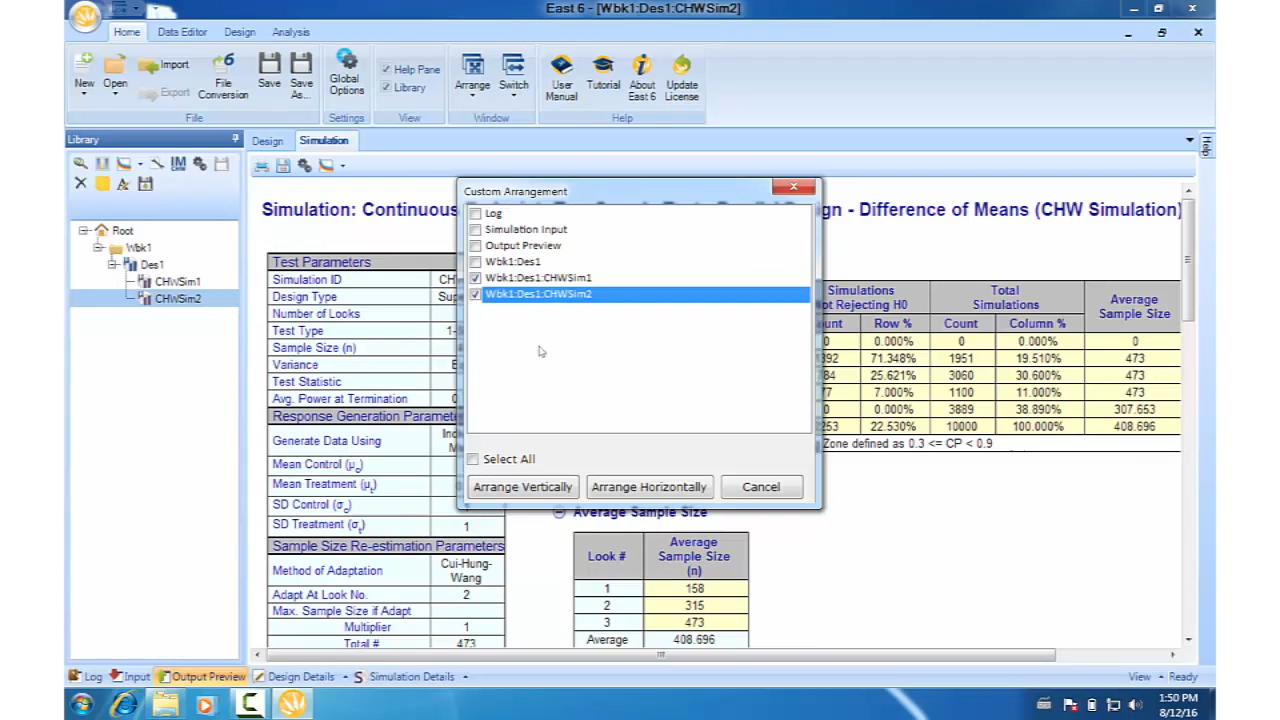 East 6 - [Wbk1:Des1:CHWSim2]
Home Data Editor Design Analysis
New Open Import Export File Conversion Save Save As... Global Options Help Pane Library Arrange Switch User Manual Tutorial About East 6 Update License
File Settings View Window Help
Library
Design Simulation
Help
Root
Wbk1
Des1
CHWSim1
CHWSim2
Simulation: Continuous
gn - Difference of Means (CHW Simulation)
Custom Arrangement
Log
Simulation Input
Output Preview
Wbk1:Des1
Wbk1:Des1:CHWSim1
Wbk1:Des1:CHWSim2
Select All
Arrange Vertically Arrange Horizontally Cancel
Test Parameters
Simulation ID
Design Type
Number of Looks
Test Type
Sample Size (n)
Variance
Test Statistic
Avg. Power at Termination
Response Generation Parame
Generate Data Using
Mean Control (μc)
Mean Treatment (μt)
SD Control (σc)
SD Treatment (σt) 1
Sample Size Re-estimation Parameters
Method of Adaptation Cui-Hung-Wang
Adapt At Look No. 2
Max. Sample Size if Adapt
Multiplier 1
Total # 473
Simulations
ot Rejecting H0
Total Simulations
Average Sample Size
unt Row % Count Column %
0 0.000% 0 0.000% 0
392 71.348% 1951 19.510% 473
784 25.621% 3060 30.600% 473
77 7.000% 1100 11.000% 473
0 0.000% 3889 38.890% 307.653
2253 22.530% 10000 100.000% 408.696
Zone defined as 0.3 <= CP < 0.9
Average Sample Size
Look # Average Sample Size (n)
1 158
2 315
3 473
Average 408.696
Log Input Output Preview Design Details Simulation Details View Ready
1:50 PM
8/12/16